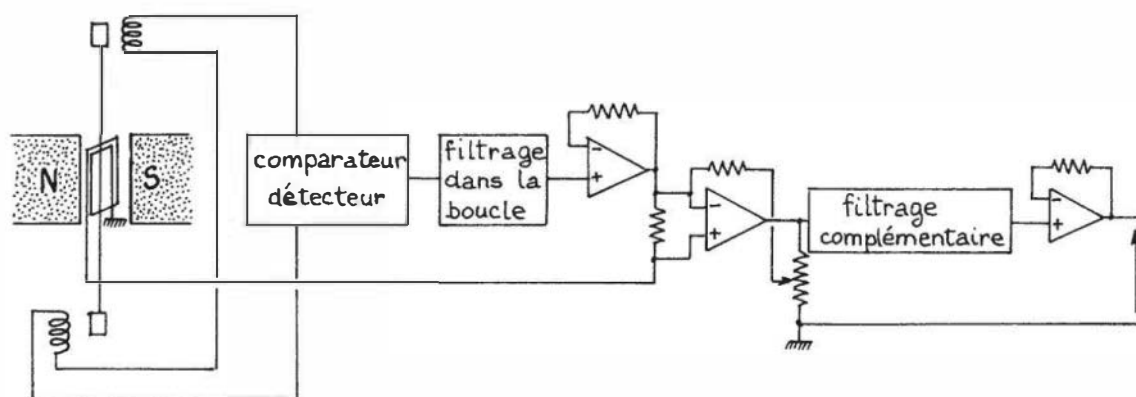 N
S
comparateur
détecteur
filtrage
dans la
boucle
-
+
-
+
filtrage
complémentaire
-
+